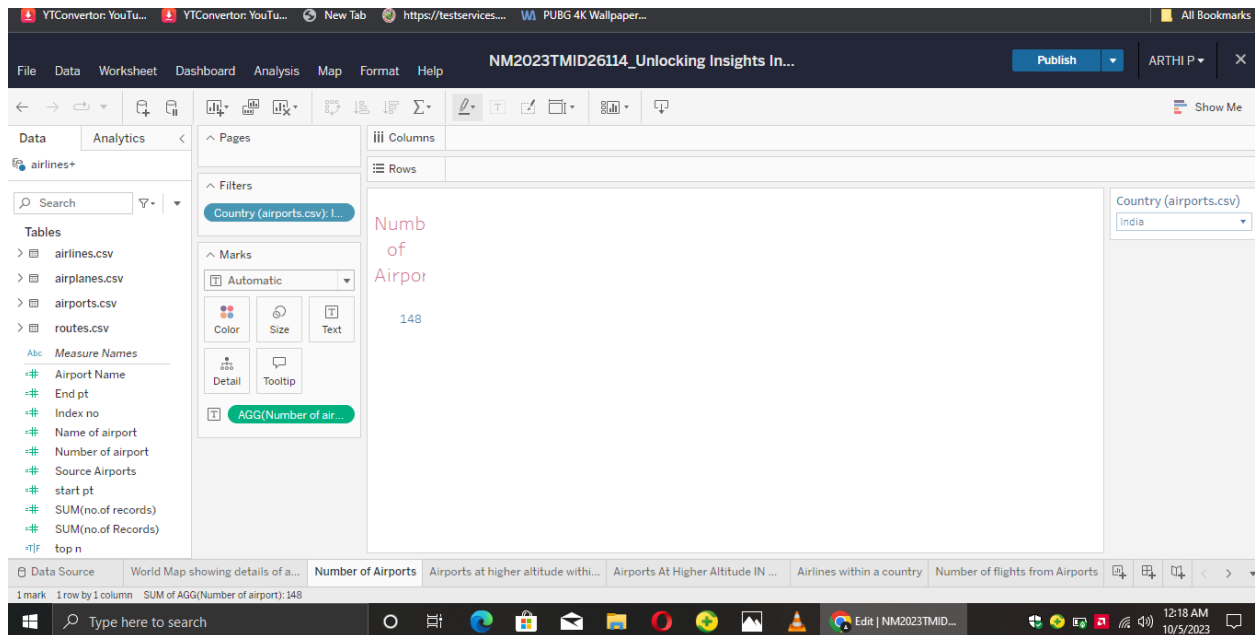 YTConvertor: YouTu... YTConvertor: YouTu... New Tab https://testservices.... PUBG 4K Wallpaper... All Bookmarks
NM2023TMID26114_Unlocking Insights In...
File Data Worksheet Dashboard Analysis Map Format Help Publish ARTHI P
Show Me
Data Analytics
airlines+
Search
Tables
airlines.csv
airplanes.csv
airports.csv
routes.csv
Abc Measure Names
=# Airport Name
=# End pt
=# Index no
=# Name of airport
=# Number of airport
=# Source Airports
=# start pt
=# SUM(no.of records)
=# SUM(no.of Records)
=T|F top n
Pages
Filters
Country (airports.csv): I...
Marks
Automatic
Color Size Text
Detail Tooltip
AGG(Number of air...
Columns
Rows
Numb
of
Airpor
148
Country (airports.csv)
India
Data Source World Map showing details of a... Number of Airports Airports at higher altitude withi... Airports At Higher Altitude IN ... Airlines within a country Number of flights from Airports
1 mark 1 row by 1 column SUM of AGG(Number of airport): 148
Type here to search Edit | NM2023TMID... 12:18 AM
10/5/2023